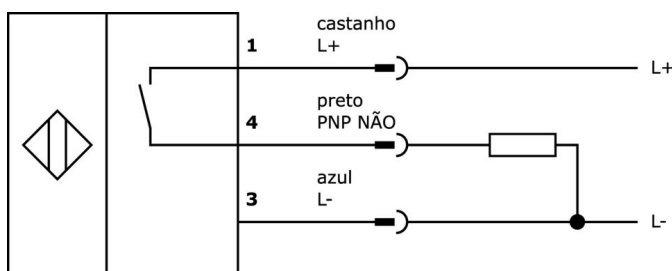 castanho
1 L+
L+
preto
4 PNP NÃO
azul
3 L-
L-